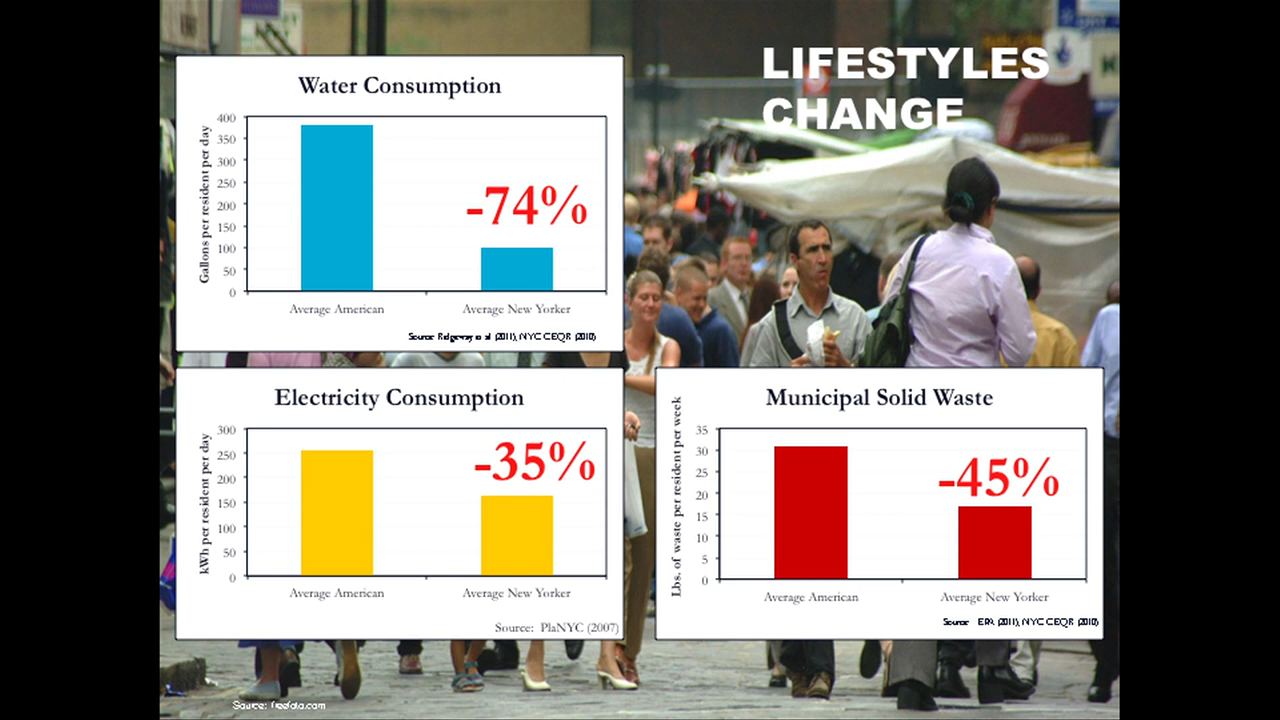 LIFESTYLES
CHANGE
Water Consumption
Gallons per resident per day
400
350
300
250
200
150
100
50
0
-74%
Average American
Average New Yorker
Source: Ridgeway et al (2011), NYC CEQR (2010)
Electricity Consumption
kWh per resident per day
300
250
200
150
100
50
0
-35%
Average American
Average New Yorker
Source: PlaNYC (2007)
Municipal Solid Waste
Lbs. of waste per resident per week
35
30
25
20
15
10
5
0
-45%
Average American
Average New Yorker
Source: EPA (2011), NYC CEQR (2010)
Source: freefoto.com